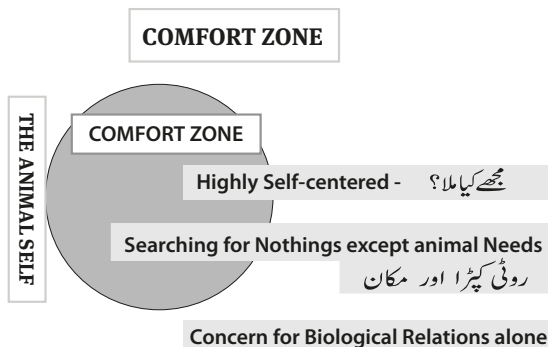 COMFORT ZONE
THE ANIMAL SELF
COMFORT ZONE
Highly Self-centered - مجھے کیا ملا؟
Searching for Nothings except animal Needs
روٹی کپڑا اور مکان
Concern for Biological Relations alone